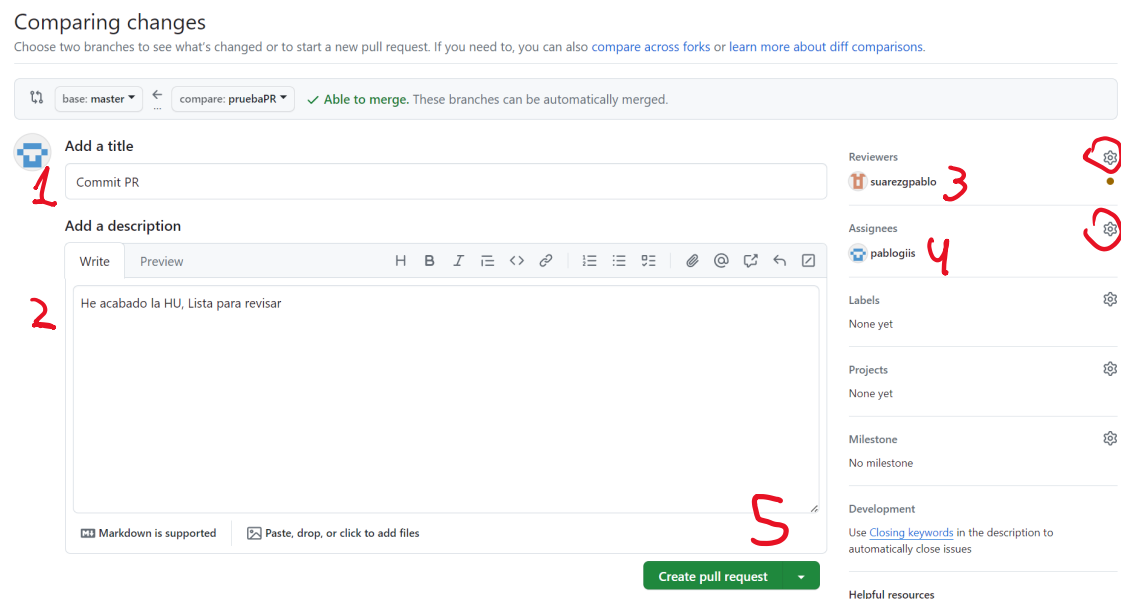 Comparing changes
Choose two branches to see what's changed or to start a new pull request. If you need to, you can also compare across forks or learn more about diff comparisons.
base: master
...
compare: pruebaPR
Able to merge. These branches can be automatically merged.
1
Add a title
Commit PR
Add a description
Write
Preview
H
B
I
2
He acabado la HU, Lista para revisar
Markdown is supported
Paste, drop, or click to add files
5
Create pull request
Reviewers
suarezgpablo
3
Assignees
pablogiis
4
Labels
None yet
Projects
None yet
Milestone
No milestone
Development
Use Closing keywords in the description to
automatically close issues
Helpful resources